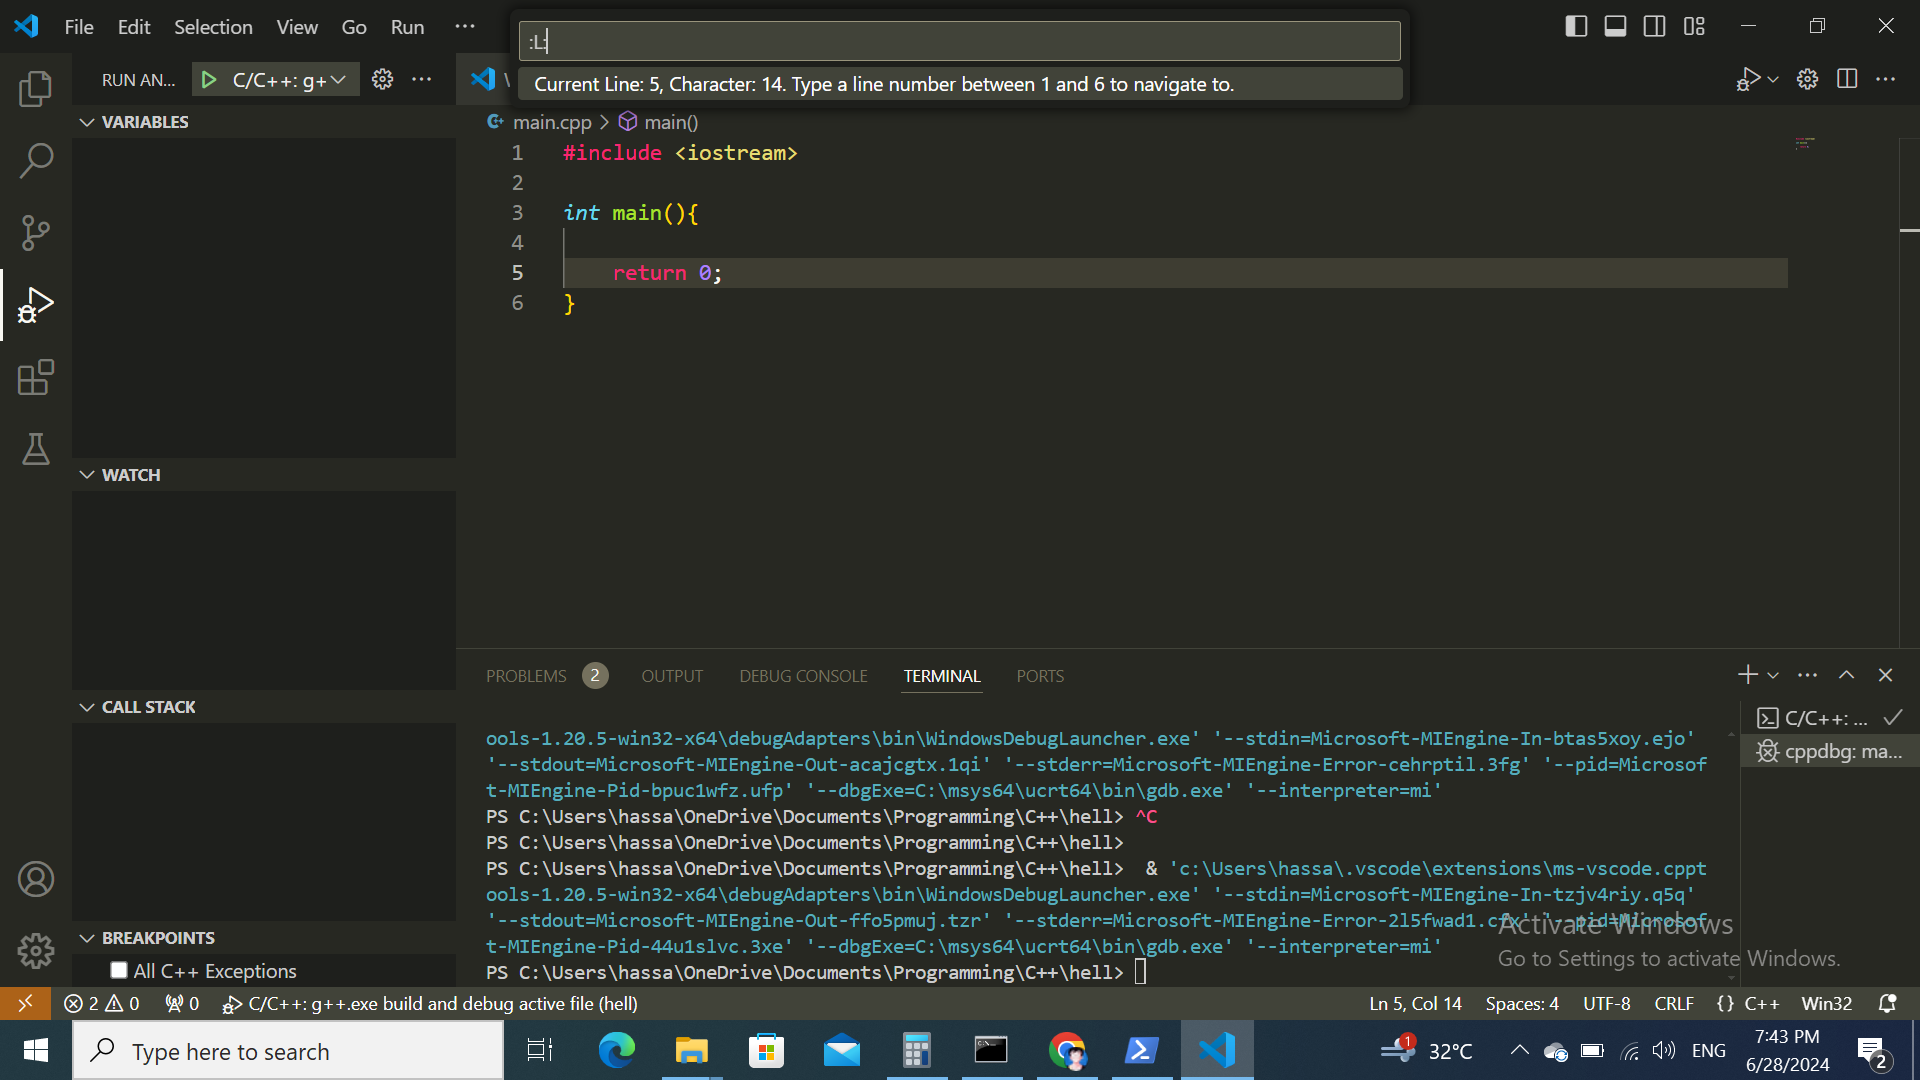 File Edit Selection View Go Run ···
:L:
Current Line: 5, Character: 14. Type a line number between 1 and 6 to navigate to.
RUN AN... C/C++: g+ ···
main.cpp > main()
VARIABLES
1 #include <iostream>
2
3 int main(){
4
5 return 0;
6 }
WATCH
CALL STACK
BREAKPOINTS
All C++ Exceptions
PROBLEMS 2 OUTPUT DEBUG CONSOLE TERMINAL PORTS
C/C++: ...
cppdbg: ma...
ools-1.20.5-win32-x64\debugAdapters\bin\WindowsDebugLauncher.exe' '--stdin=Microsoft-MIEngine-In-btas5xoy.ejo'
'--stdout=Microsoft-MIEngine-Out-acajcgtx.1qi' '--stderr=Microsoft-MIEngine-Error-cehrptil.3fg' '--pid=Microsof
t-MIEngine-Pid-bpuc1wfz.ufp' '--dbgExe=C:\msys64\ucrt64\bin\gdb.exe' '--interpreter=mi'
PS C:\Users\hassa\OneDrive\Documents\Programming\C++\hell> ^C
PS C:\Users\hassa\OneDrive\Documents\Programming\C++\hell>
PS C:\Users\hassa\OneDrive\Documents\Programming\C++\hell>  & 'c:\Users\hassa\.vscode\extensions\ms-vscode.cppt
ools-1.20.5-win32-x64\debugAdapters\bin\WindowsDebugLauncher.exe' '--stdin=Microsoft-MIEngine-In-tzjv4riy.q5q'
'--stdout=Microsoft-MIEngine-Out-ffo5pmuj.tzr' '--stderr=Microsoft-MIEngine-Error-2l5fwad1.cfx' '--pid=Microsof
t-MIEngine-Pid-44u1slvc.3xe' '--dbgExe=C:\msys64\ucrt64\bin\gdb.exe' '--interpreter=mi'
PS C:\Users\hassa\OneDrive\Documents\Programming\C++\hell>
Activate Windows
Go to Settings to activate Windows.
2 0 0 C/C++: g++.exe build and debug active file (hell) Ln 5, Col 14 Spaces: 4 UTF-8 CRLF {} C++ Win32
Type here to search
1 32°C ENG
7:43 PM
6/28/2024
2